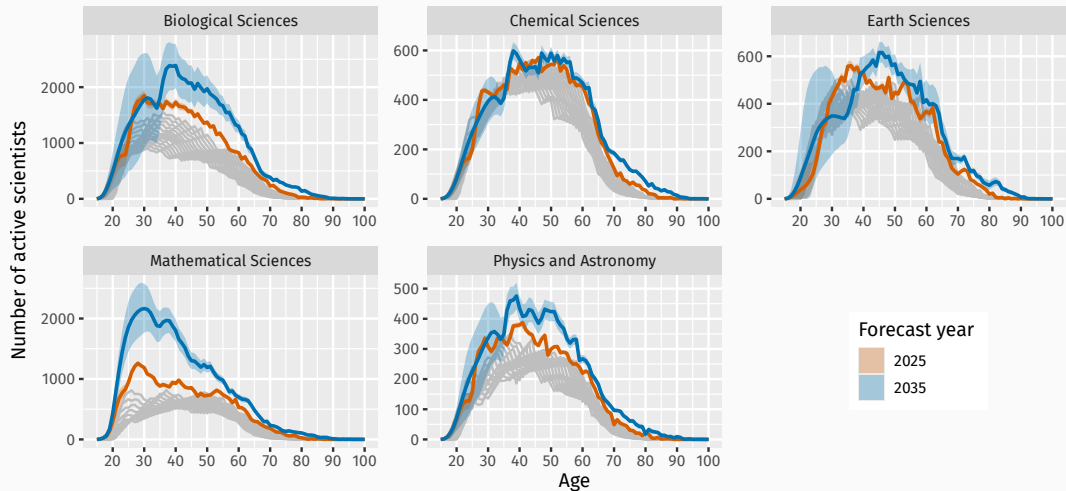 Biological Sciences
Chemical Sciences
Earth Sciences
2000
1000
0
20 30 40 50 60 70 80 90 100
600
400
200
0
20 30 40 50 60 70 80 90 100
600
400
200
0
20 30 40 50 60 70 80 90 100
Number of active scientists
Mathematical Sciences
Physics and Astronomy
2000
1000
0
20 30 40 50 60 70 80 90 100
500
400
300
200
100
0
20 30 40 50 60 70 80 90 100
Age
Forecast year
2025
2035